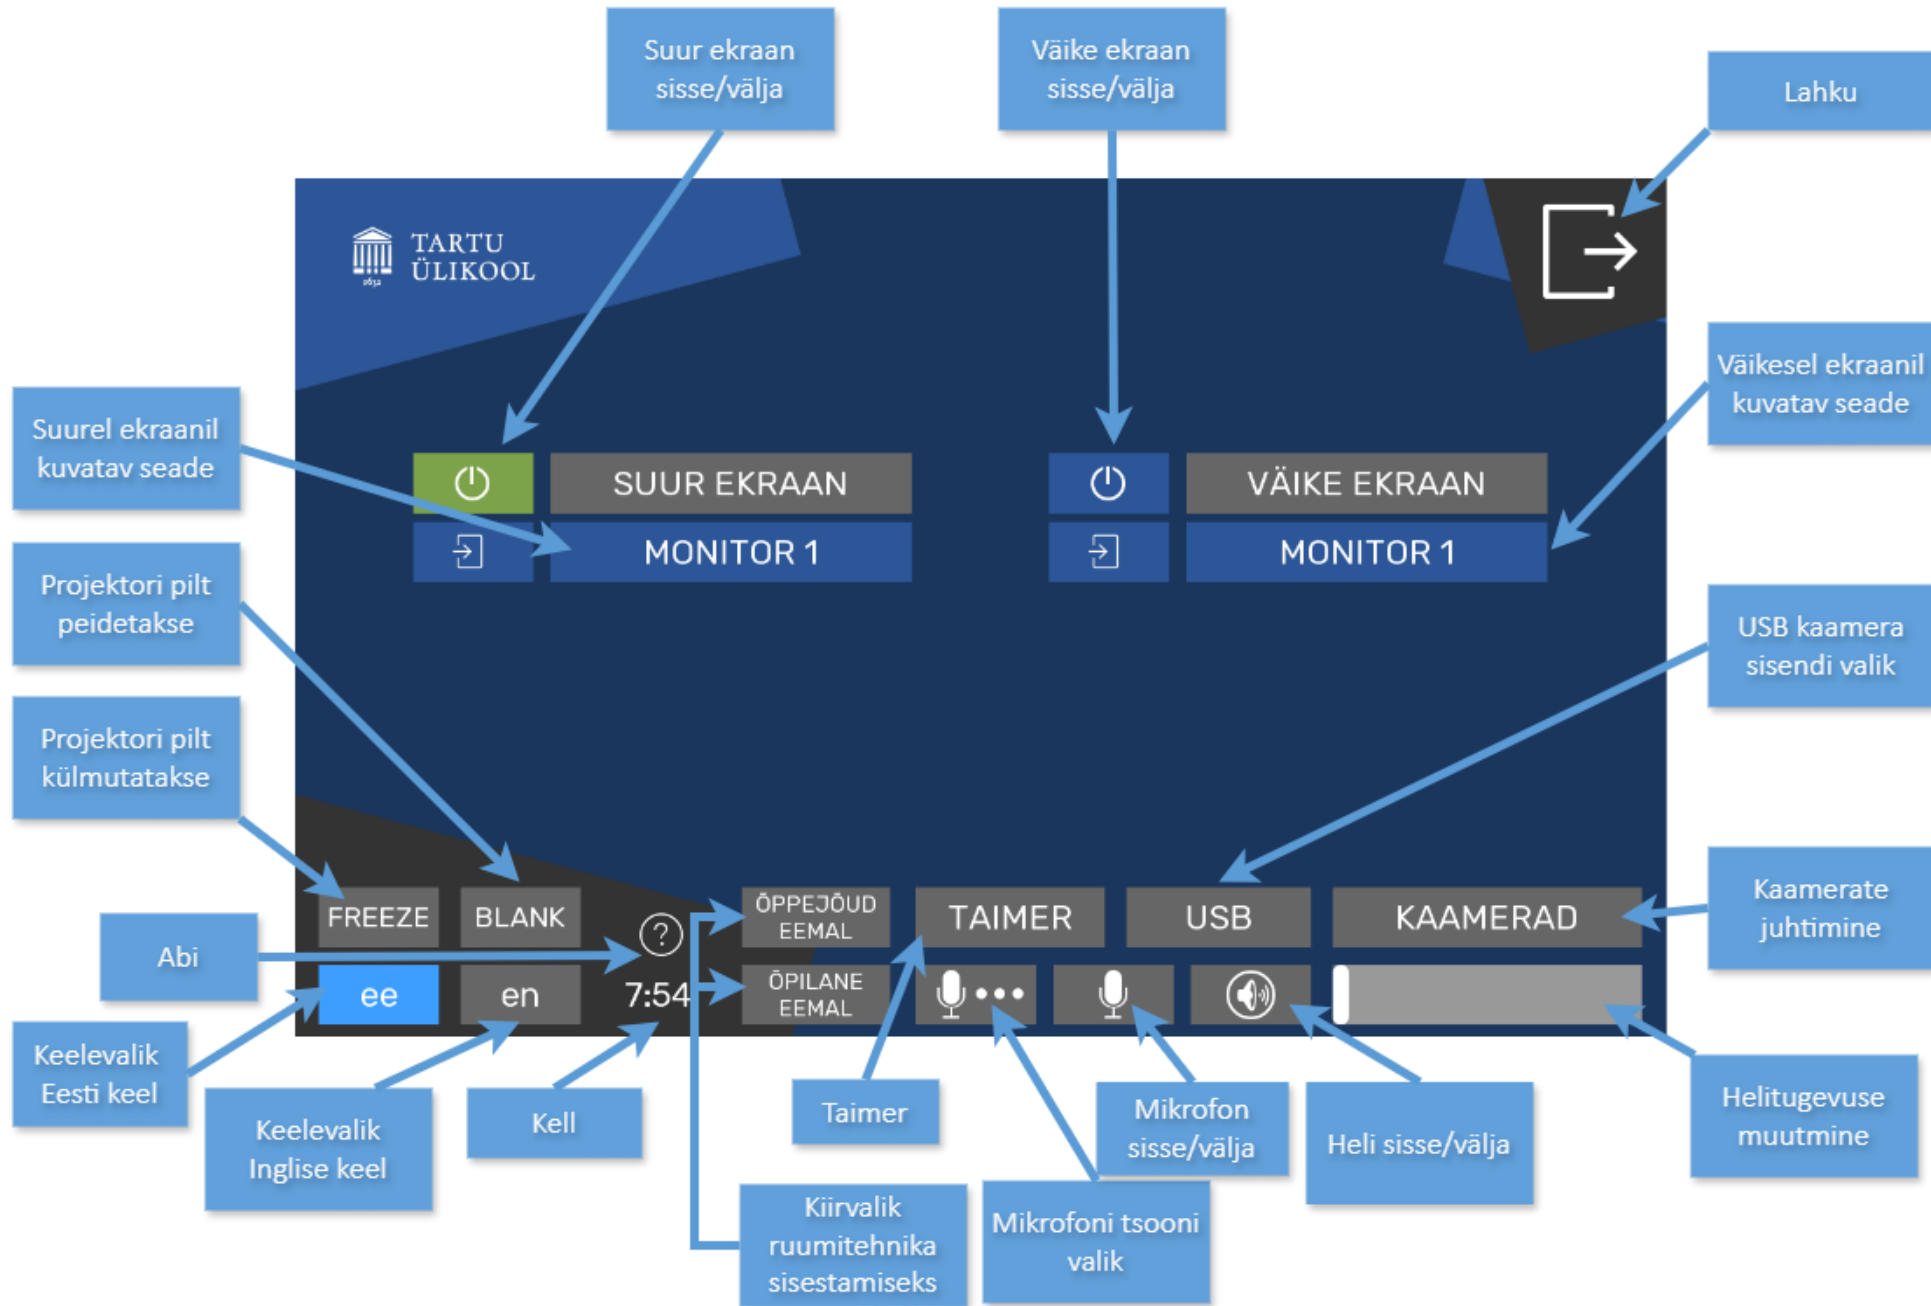 Suur ekraan
sisse/välja
Väike ekraan
sisse/välja
Lahku
TARTU
ÜLIKOOL
1632
Suurel ekraanil
kuvatav seade
Väikesel ekraanil
kuvatav seade
SUUR EKRAAN
VÄIKE EKRAAN
MONITOR 1
MONITOR 1
Projektori pilt
peidetakse
USB kaamera
sisendi valik
Projektori pilt
külmutatakse
FREEZE
BLANK
?
ÕPPEJÕUD
EEMAL
TAIMER
USB
KAAMERAD
Kaamerate
juhtimine
Abi
ee
en
7:54
ÕPILANE
EEMAL
Keelevalik
Eesti keel
Keelevalik
Inglise keel
Kell
Taimer
Mikrofon
sisse/välja
Heli sisse/välja
Helitugevuse
muutmine
Kiirvalik
ruumitehnika
sisestamiseks
Mikrofoni tsooni
valik